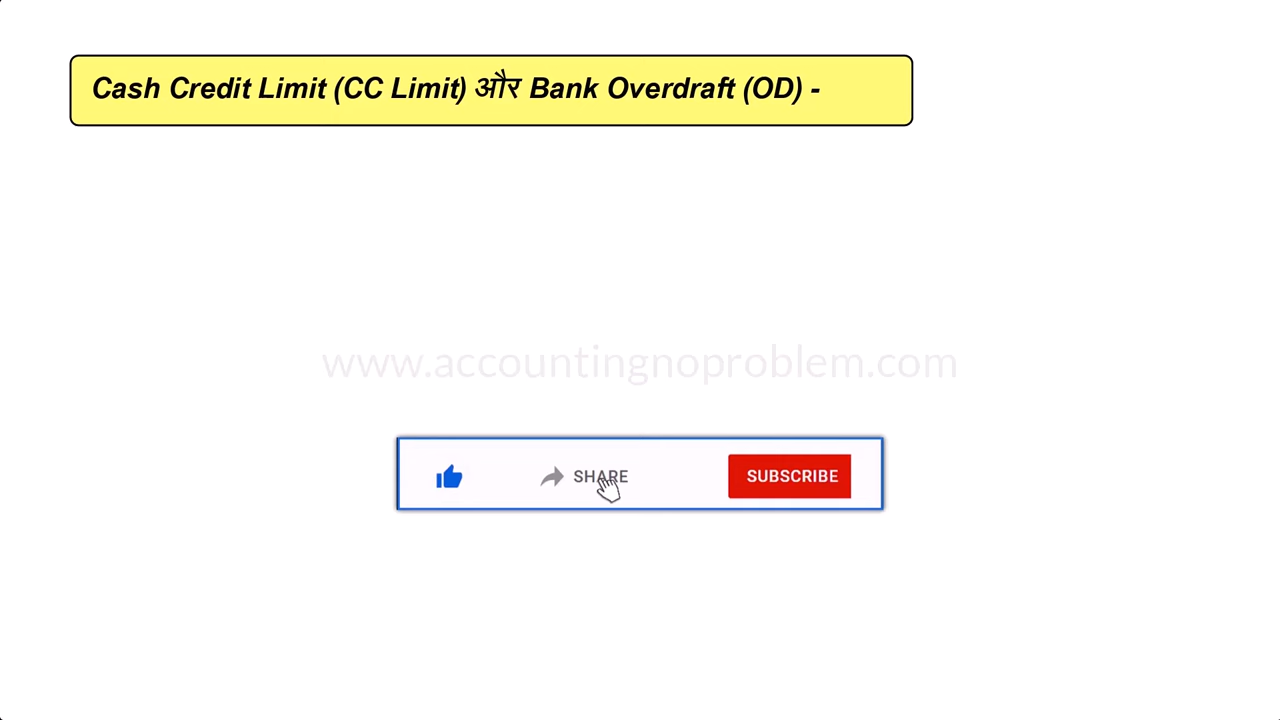 Cash Credit Limit (CC Limit) और Bank Overdraft (OD) -
www.accountingnoproblem.com
SHARE
SUBSCRIBE